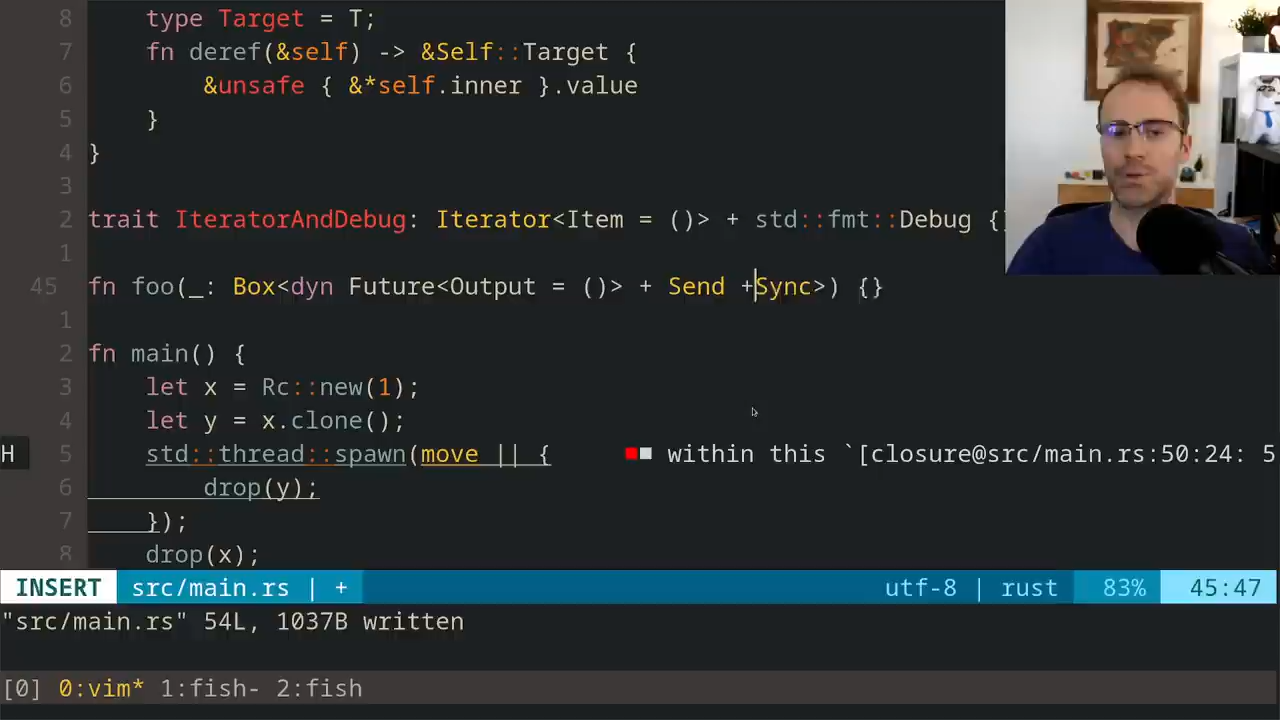 8     type Target = T;
7     fn deref(&self) -> &Self::Target {
6         &unsafe { &*self.inner }.value
5     }
4 }
3
2 trait IteratorAndDebug: Iterator<Item = ()> + std::fmt::Debug {}
1
45 fn foo(_: Box<dyn Future<Output = ()> + Send +Sync>) {}
1
2 fn main() {
3     let x = Rc::new(1);
4     let y = x.clone();
H 5     std::thread::spawn(move || {     ■■ within this `[closure@src/main.rs:50:24: 5
6         drop(y);
7     });
8     drop(x);
INSERT src/main.rs | + utf-8 | rust 83% 45:47
"src/main.rs" 54L, 1037B written
[0] 0:vim* 1:fish- 2:fish